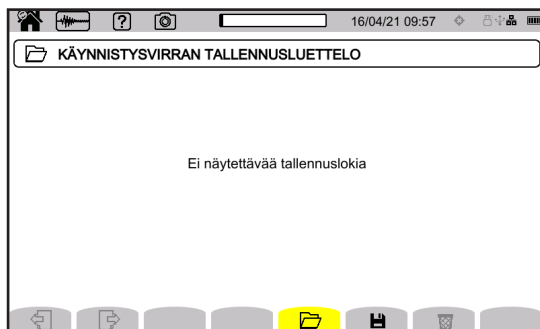 16/04/21 09:57
KÄYNNISTYSVIRRAN TALLENNUSLUETTELO
Ei näytettävää tallennuslokia